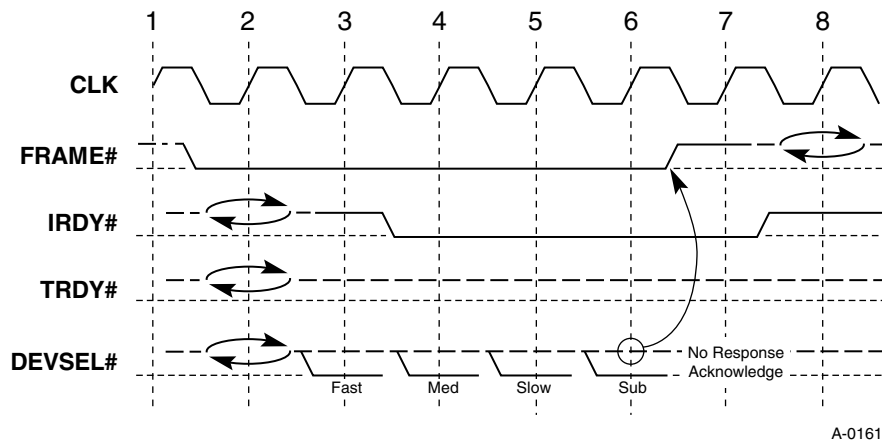 1 2 3 4 5 6 7 8
CLK
FRAME#
IRDY#
TRDY#
DEVSEL#
No Response
Acknowledge
Fast Med Slow Sub
A-0161